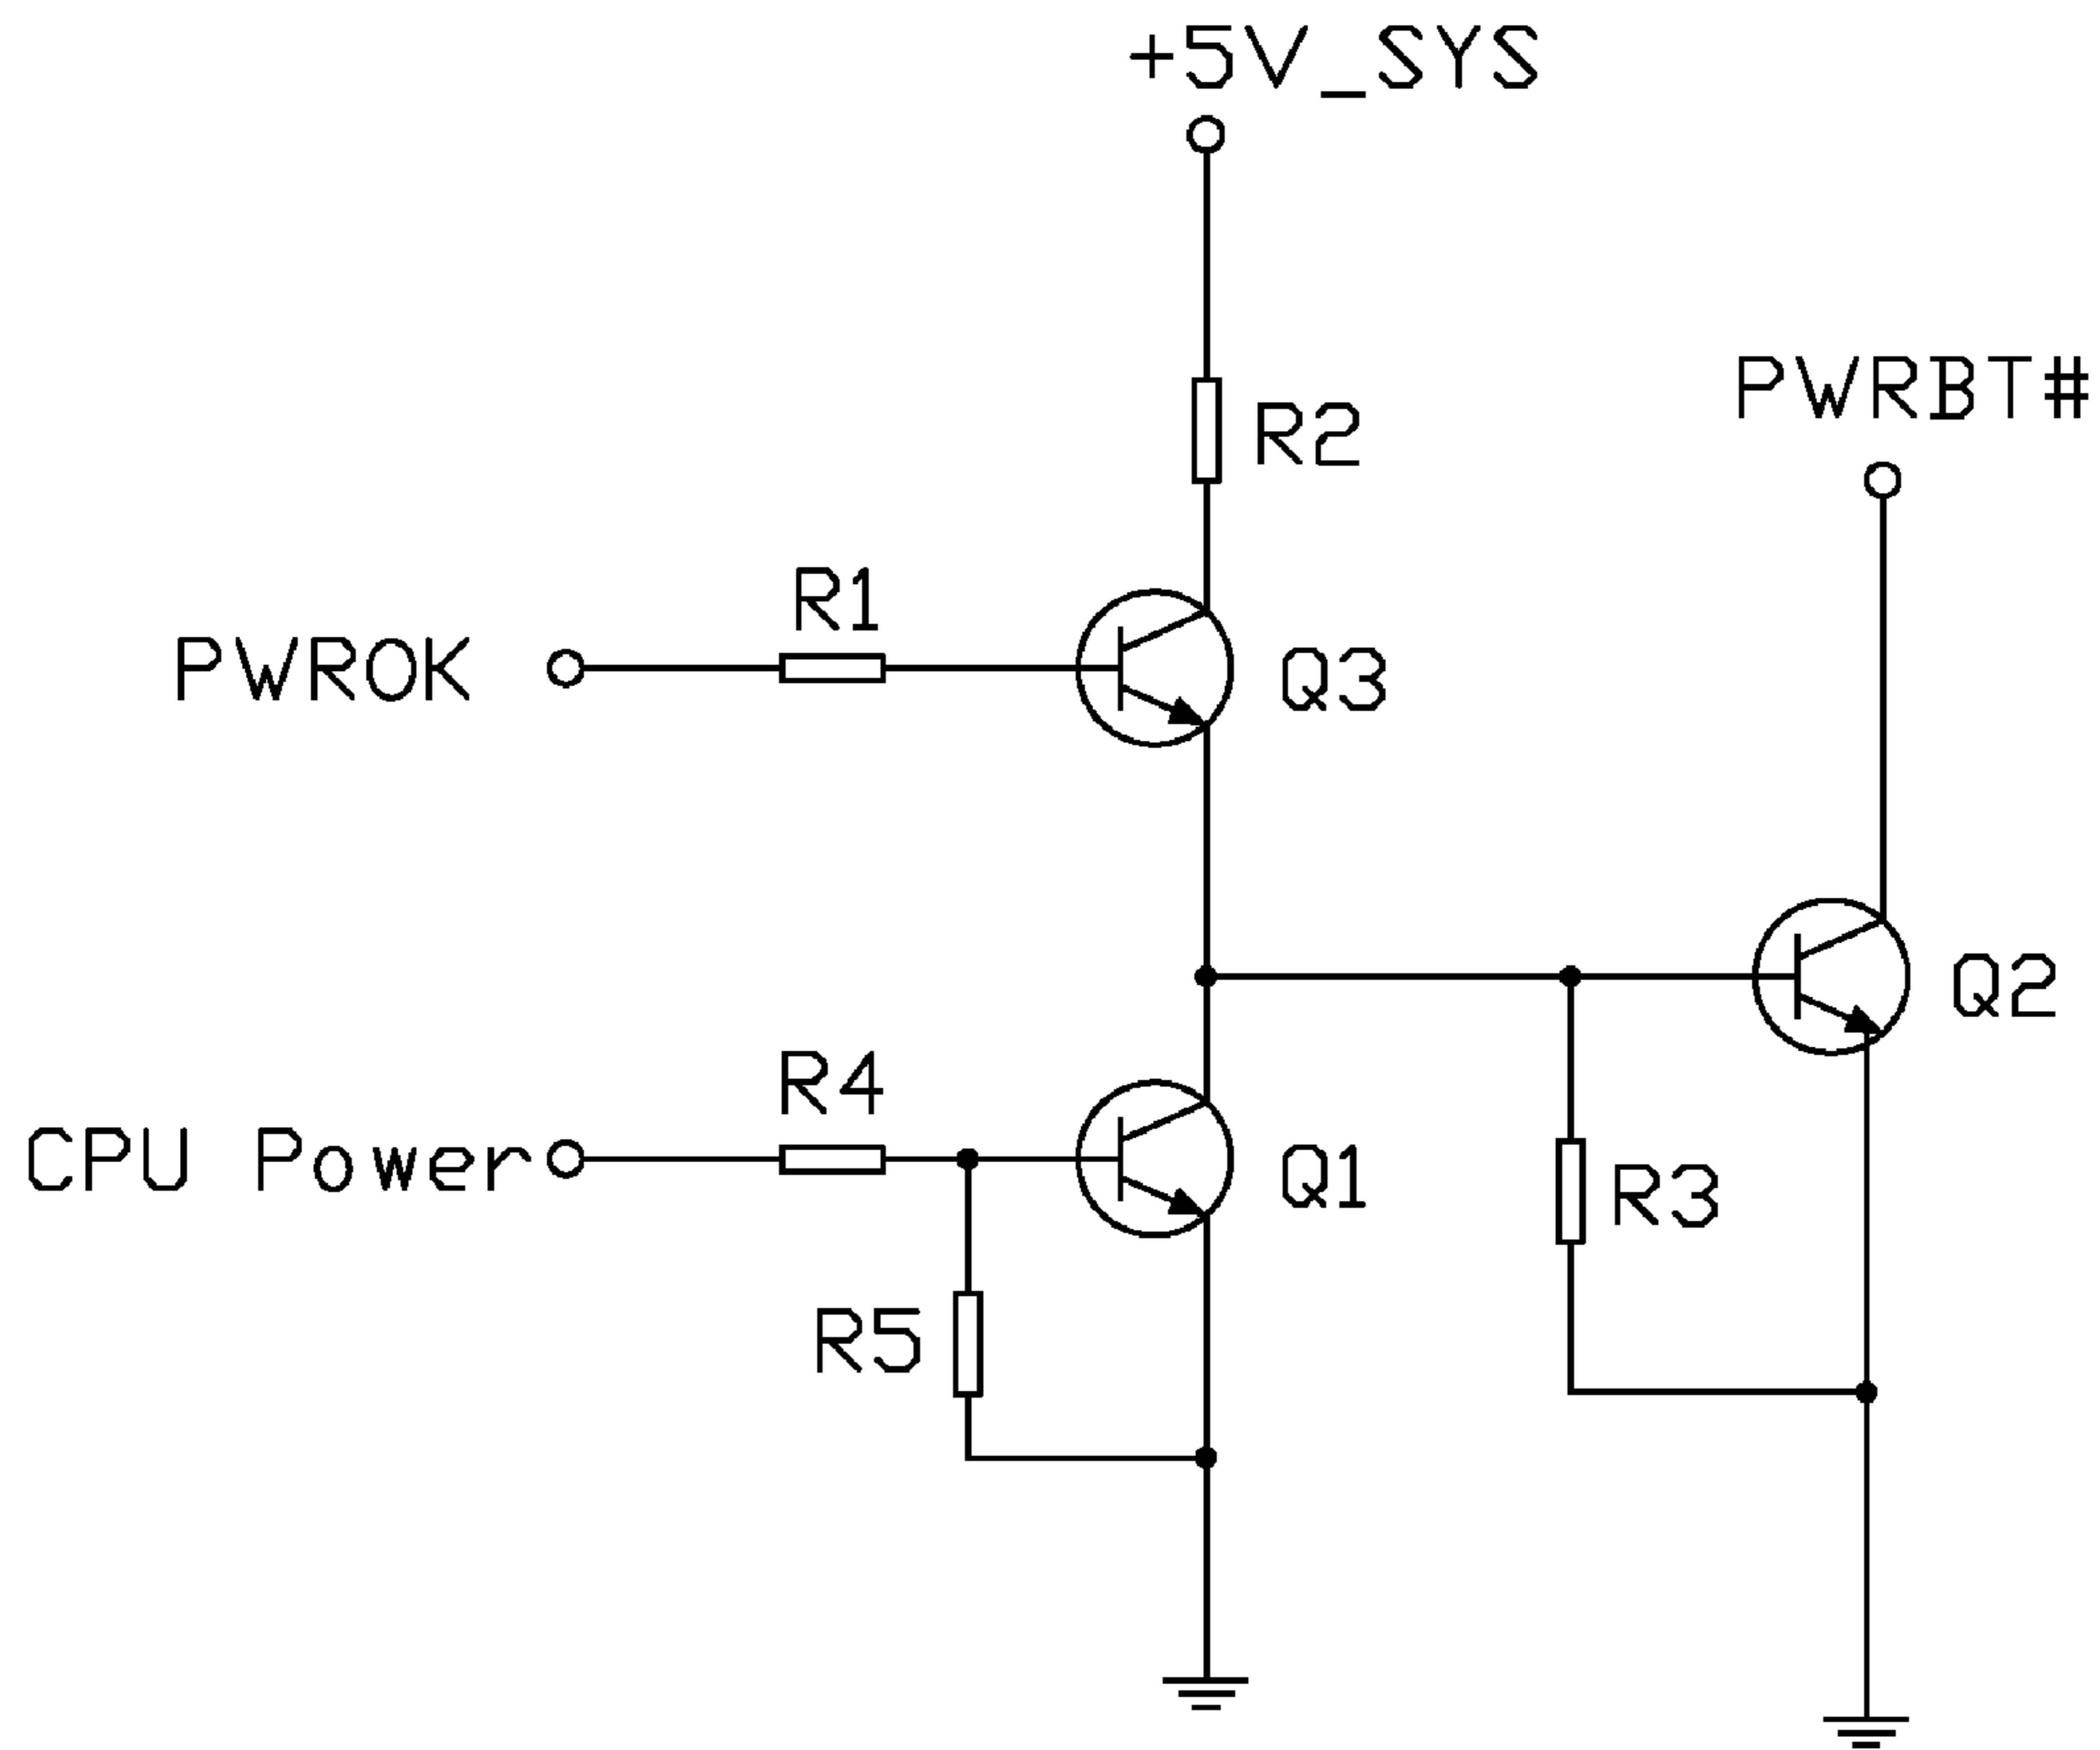 +5V_SYS
PWRBT#
R2
R1
PWROK
Q3
Q2
R4
CPU Power
Q1
R3
R5